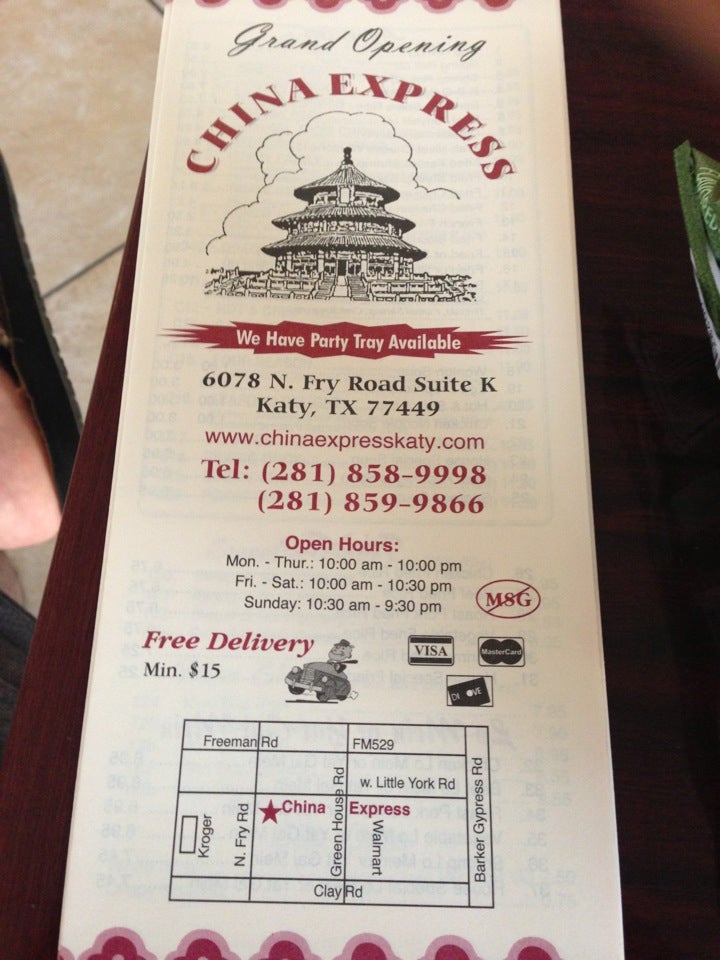 Grand Opening
CHINA EXPRESS
We Have Party Tray Available
6078 N. Fry Road Suite K
Katy, TX 77449
www.chinaexpresskaty.com
Tel: (281) 858-9998
(281) 859-9866
Open Hours:
Mon. - Thur.: 10:00 am - 10:00 pm
Fri. - Sat.: 10:00 am - 10:30 pm
Sunday: 10:30 am - 9:30 pm
MSG
Free Delivery
Min. $15
VISA
MasterCard
Freeman Rd
FM529
w. Little York Rd
China Express
Kroger
N. Fry Rd
Green House Rd
Walmart
Barker Gypress Rd
Clay Rd